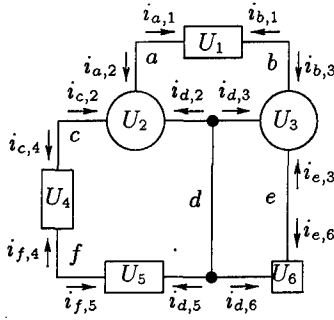 i_{a,1} i_{b,1}
U_1
i_{a,2} a b i_{b,3}
i_{c,2} i_{d,2} i_{d,3}
U_2 U_3
c
i_{c,4} i_{e,3}
U_4 d e
i_{f,4} f i_{e,6}
U_5 U_6
i_{f,5} i_{d,5} i_{d,6}